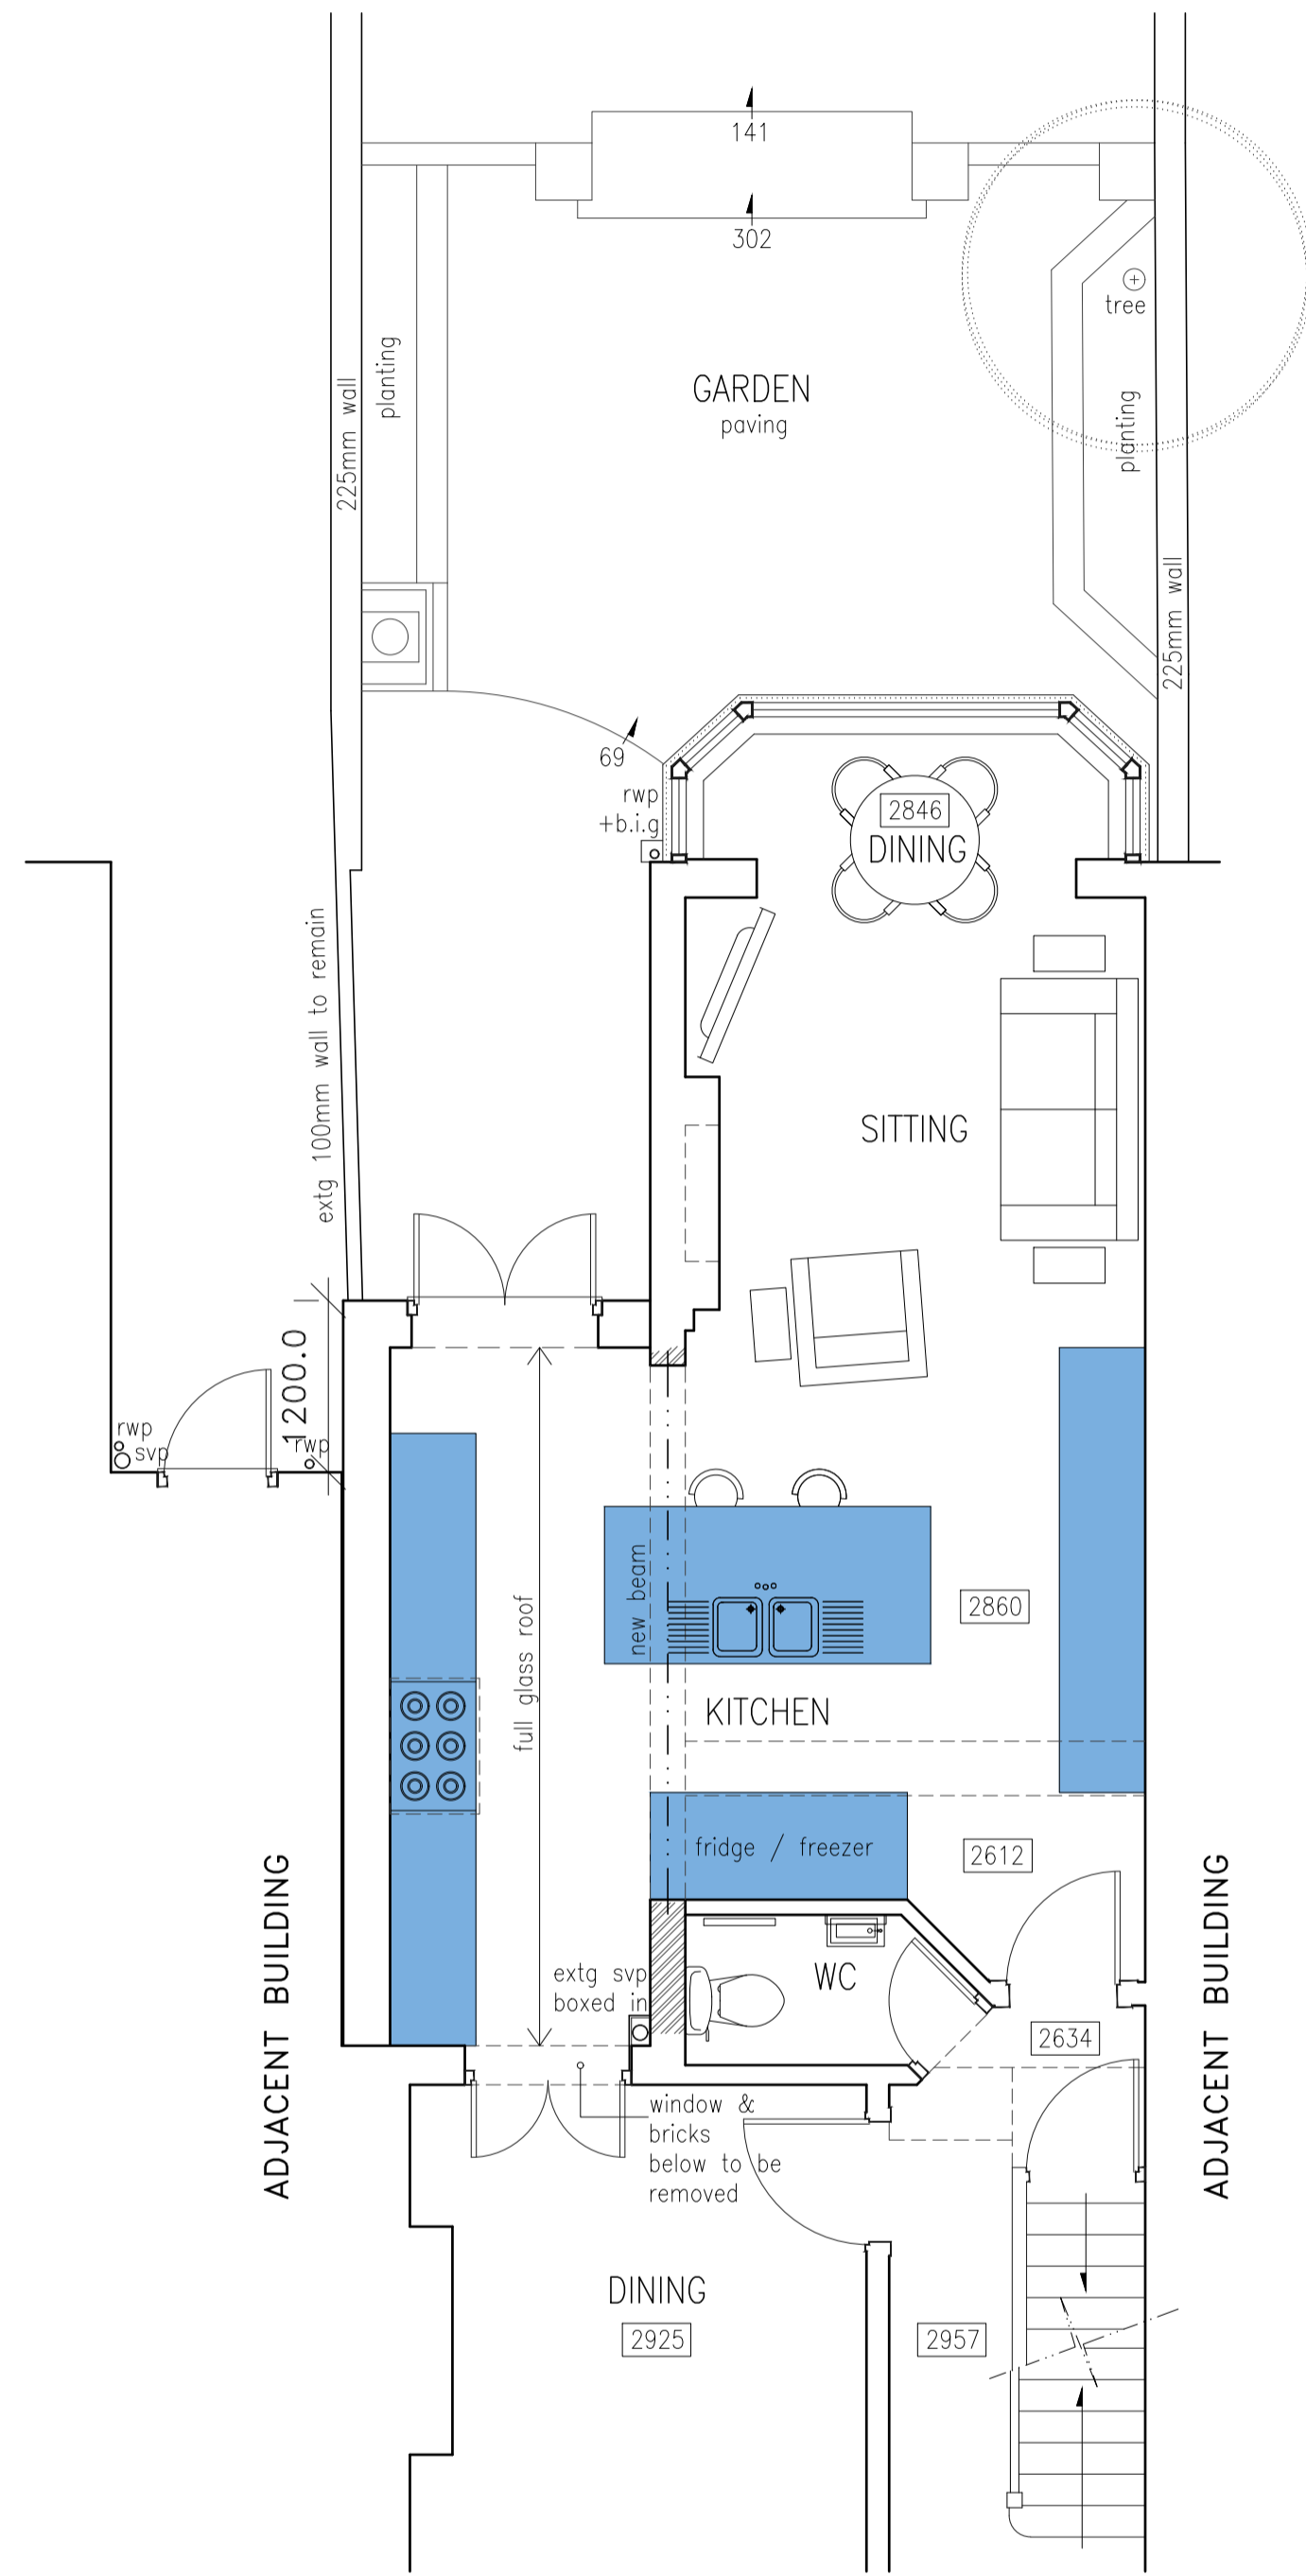 141
302
tree
planting
225mm wall
GARDEN
paving
planting
225mm wall
69
rwp
+b.i.g
2846
DINING
extg 100mm wall to remain
SITTING
1200.0
rwp
svp
rwp
new beam
full glass roof
2860
KITCHEN
fridge / freezer
2612
ADJACENT BUILDING
ADJACENT BUILDING
extg svp
boxed in
WC
2634
window &
bricks
below to be
removed
DINING
2925
2957